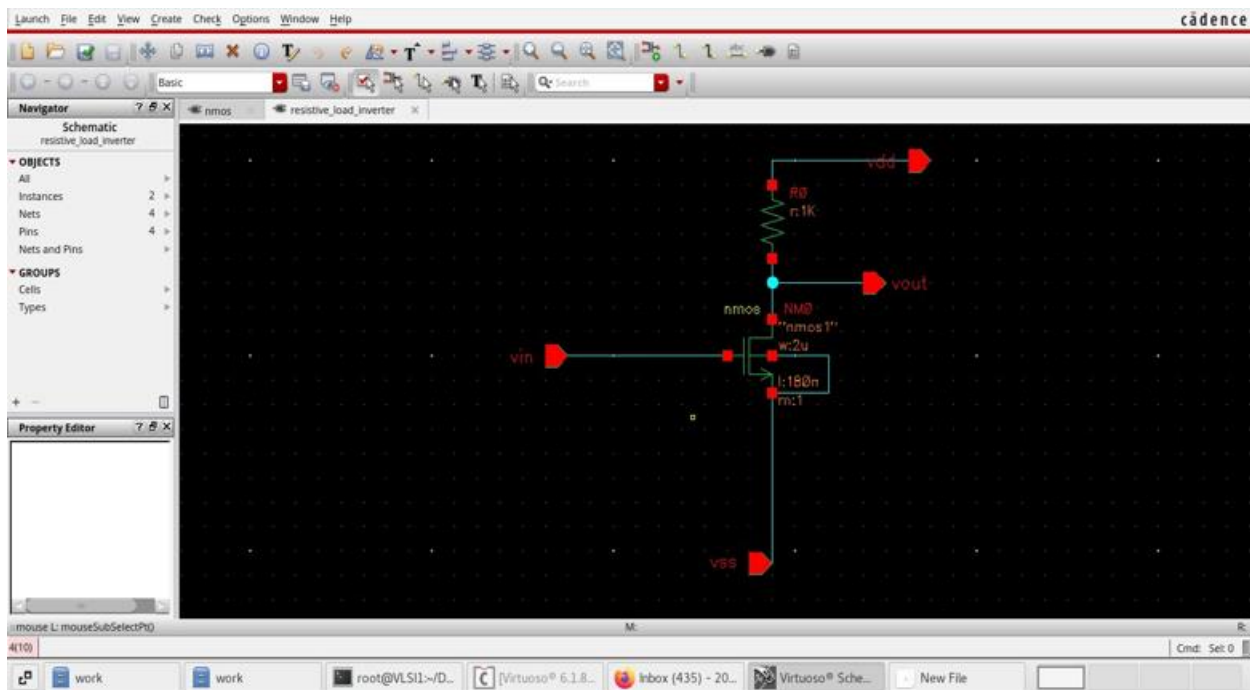 Launch File Edit View Create Check Options Window Help
cādence
Basic
Search
Navigator
nmos
resistive_load_inverter
Schematic
resistive_load_inverter
OBJECTS
All
Instances 2
Nets 4
Pins 4
Nets and Pins
GROUPS
Cells
Types
Property Editor
vdd
R0
r:1K
vout
nmos
NM0
"nmos1"
w:2u
vin
l:180n
m:1
vss
mouse L: mouseSubSelectPt()
M:
R:
4(10)
Cmd: Sel: 0
work
work
root@VLSI1:~/D...
[Virtuoso® 6.1.8...
Inbox (435) - 20...
Virtuoso® Sche...
New File